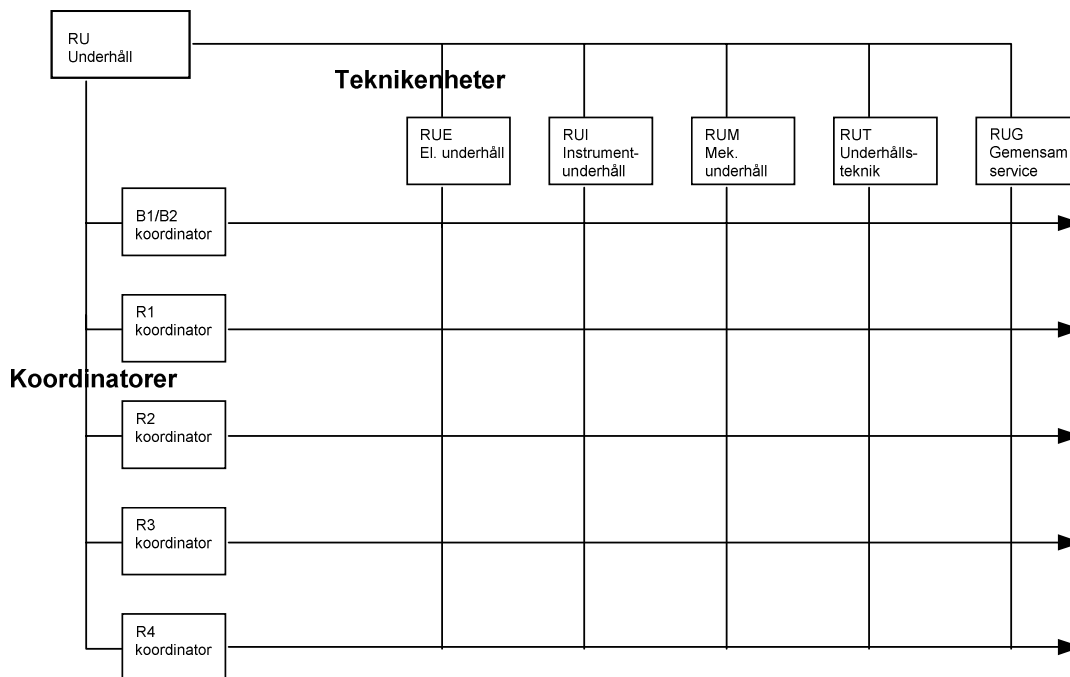 RU
Underhåll
Teknikenheter
RUE
El. underhåll
RUI
Instrument-
underhåll
RUM
Mek.
underhåll
RUT
Underhålls-
teknik
RUG
Gemensam
service
B1/B2
koordinator
R1
koordinator
Koordinatorer
R2
koordinator
R3
koordinator
R4
koordinator